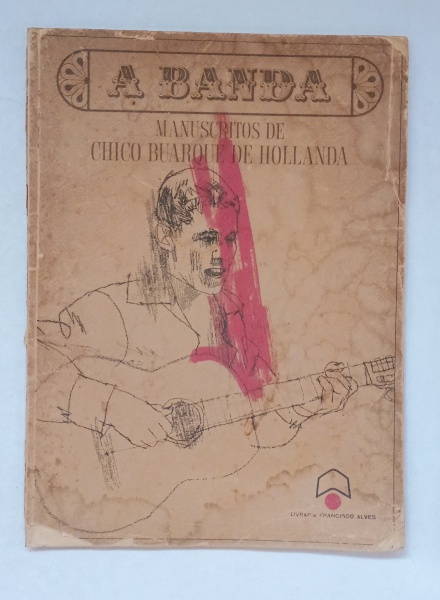 A BANDA
MANUSCRITOS DE
CHICO BUARQUE DE HOLLANDA
LIVRARIA FRANCISCO ALVES